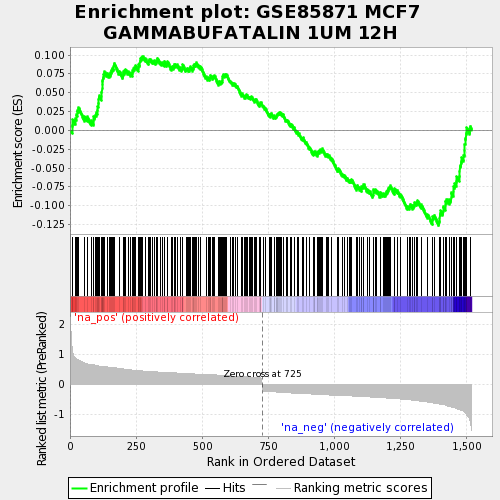 Enrichment plot: GSE85871 MCF7
GAMMABUFATALIN 1UM 12H
Enrichment score (ES)
0.100
0.075
0.050
0.025
0.000
-0.025
-0.050
-0.075
-0.100
-0.125
'na_pos' (positively correlated)
Ranked list metric (PreRanked)
2
1
0
-1
Zero cross at 725
'na_neg' (negatively correlated)
0
250
500
750
1,000
1,250
1,500
Rank in Ordered Dataset
Enrichment profile
Hits
Ranking metric scores